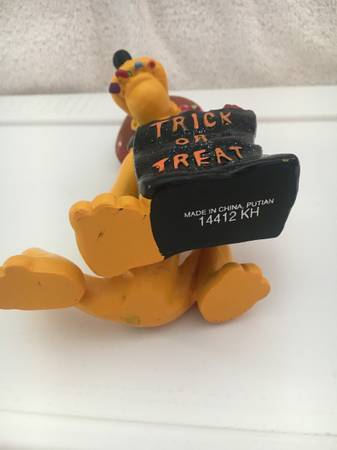 TRICK
OR
TREAT
MADE IN CHINA, PUTIAN
14412 KH